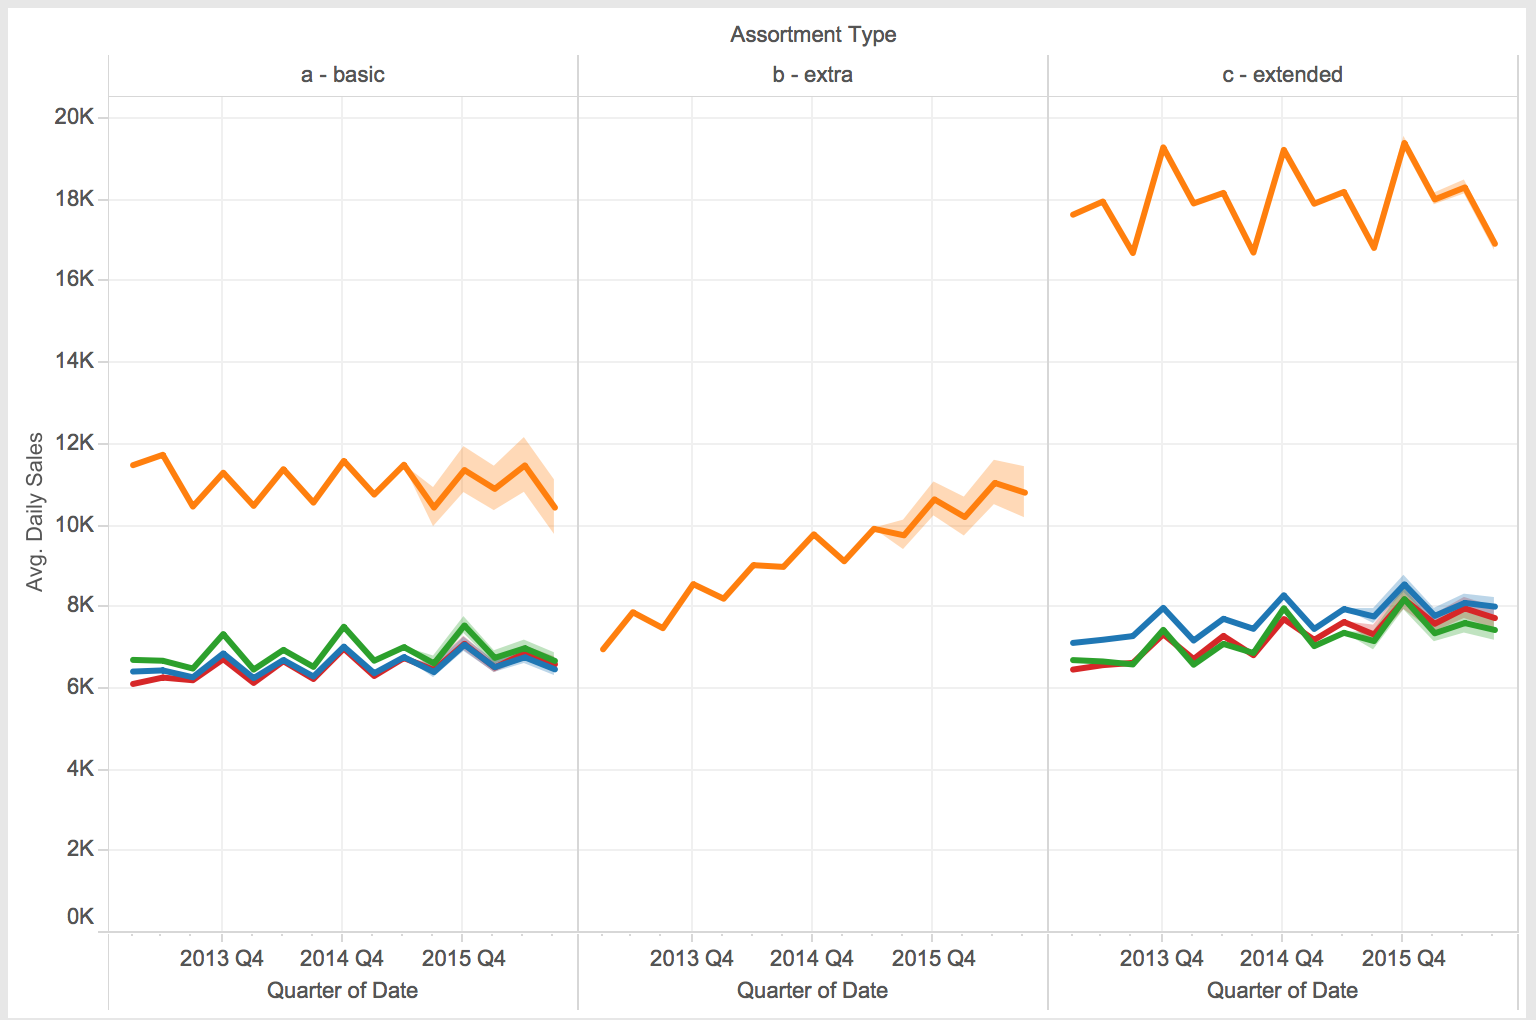 Assortment Type
a - basic
b - extra
c - extended
Avg. Daily Sales
20K
18K
16K
14K
12K
10K
8K
6K
4K
2K
0K
2013 Q4 2014 Q4 2015 Q4
2013 Q4 2014 Q4 2015 Q4
2013 Q4 2014 Q4 2015 Q4
Quarter of Date
Quarter of Date
Quarter of Date